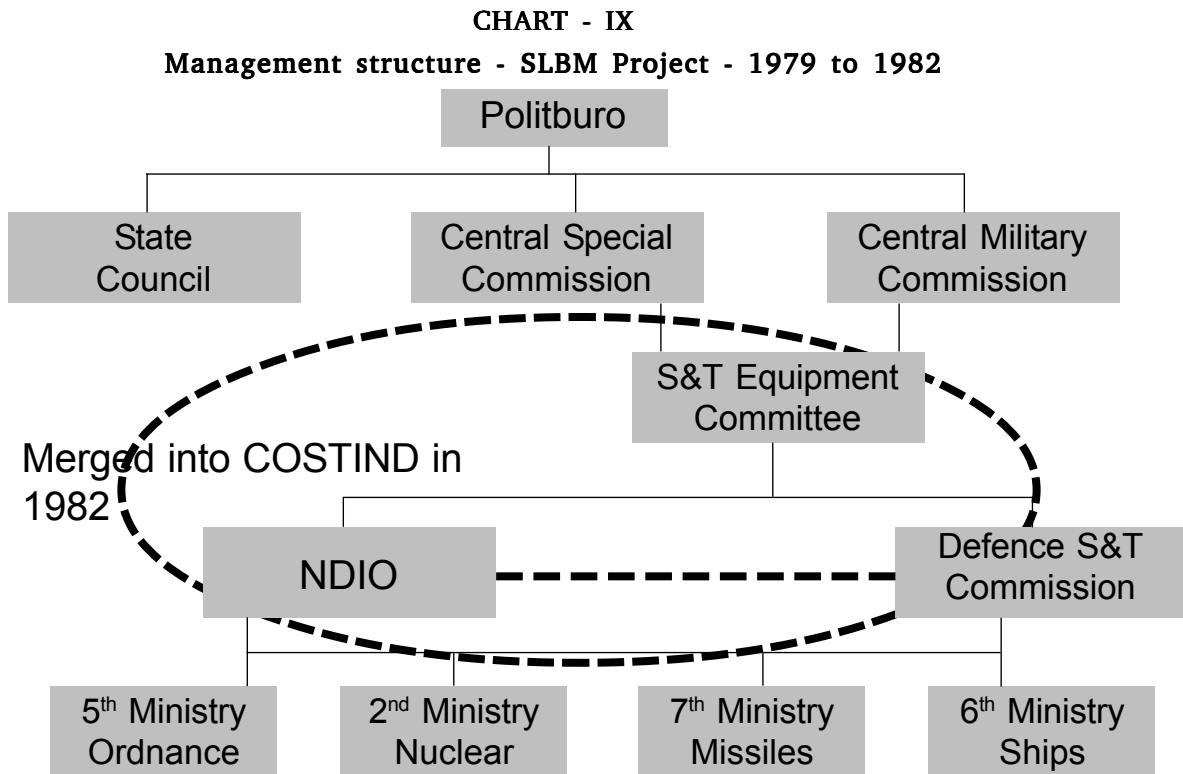 CHART - IX
Management structure - SLBM Project - 1979 to 1982
Politburo
State
Council
Central Special
Commission
Central Military
Commission
S&T Equipment
Committee
Merged into COSTIND in
1982
NDIO
Defence S&T
Commission
5th Ministry
Ordnance
2nd Ministry
Nuclear
7th Ministry
Missiles
6th Ministry
Ships